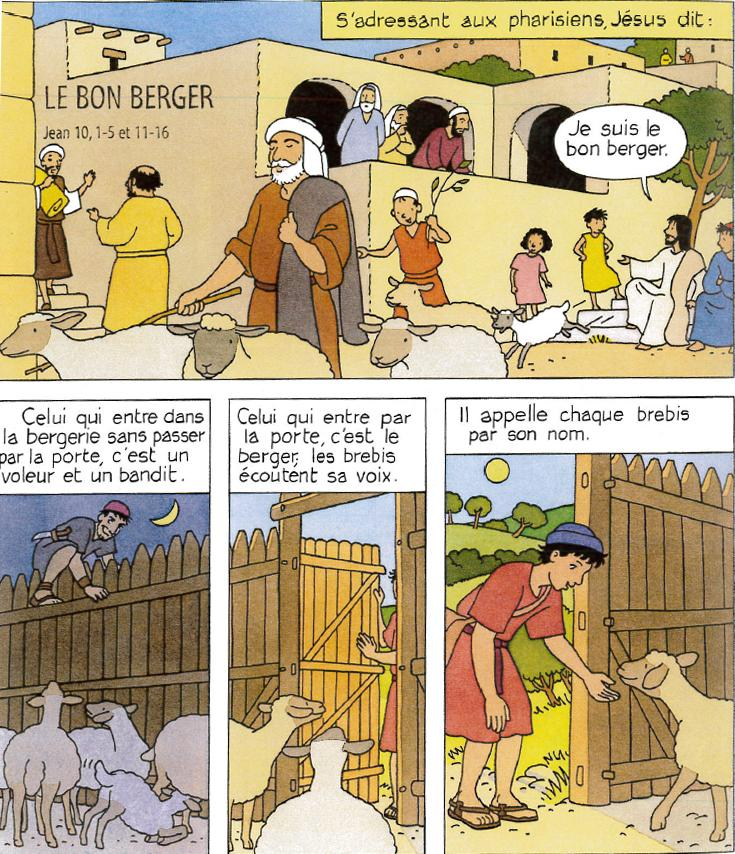 S'adressant aux pharisiens, Jésus dit :
LE BON BERGER
Jean 10, 1-5 et 11-16
Je suis le
bon berger.
Celui qui entre dans
la bergerie sans passer
par la porte, c'est un
voleur et un bandit.
Celui qui entre par
la porte, c'est le
berger, les brebis
écoutent sa voix.
Il appelle chaque brebis
par son nom.